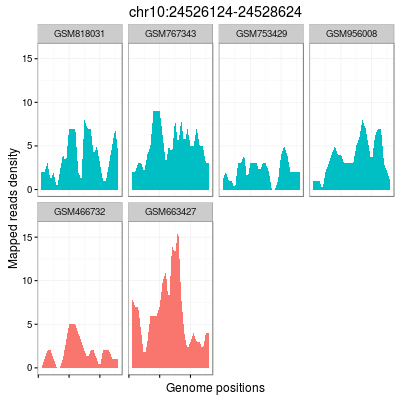 chr10:24526124-24528624
GSM818031 GSM767343 GSM753429 GSM956008
15
10
5
0
GSM466732 GSM663427
15
10
5
0
Mapped reads density
Genome positions